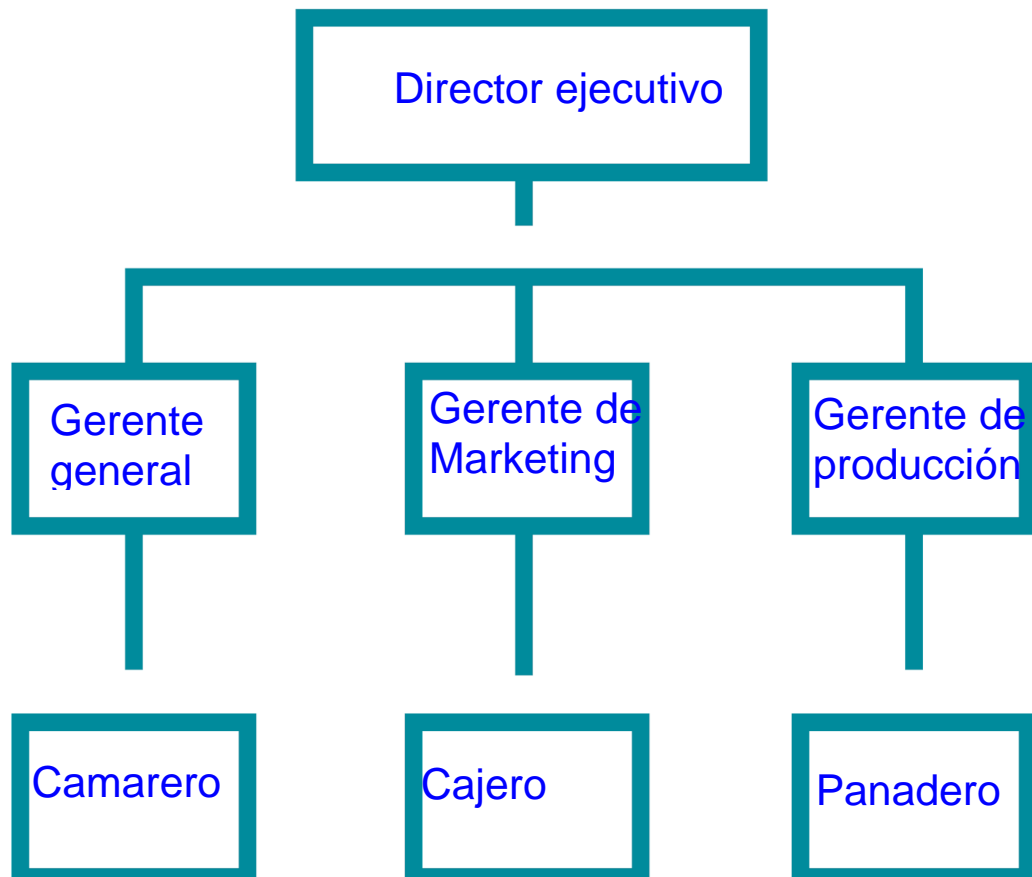 Director ejecutivo
Gerente
general
Gerente de
Marketing
Gerente de
producción
Camarero
Cajero
Panadero